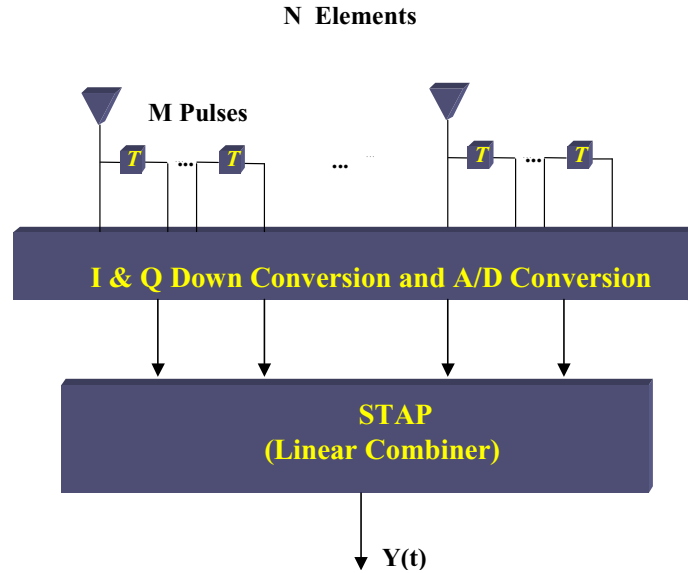 N Elements
M Pulses
T ... T ... T ... T
I & Q Down Conversion and A/D Conversion
STAP
(Linear Combiner)
Y(t)